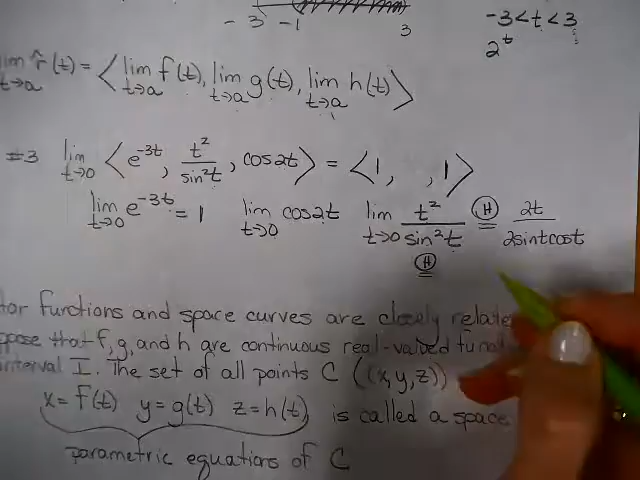 -3 -1 3
-3<t<3
2^t
lim t→a r̂(t) = ⟨ lim t→a f(t), lim t→a g(t), lim t→a h(t) ⟩
#3 lim t→0 ⟨ e^-3t, t²/sin²t, cos2t ⟩ = ⟨1, ,1⟩
lim t→0 e^-3t = 1 lim t→0 cos2t lim t→0 t²/sin²t Ⓗ= 2t/2sintcost
Ⓗ
tor functions and space curves are closely relate
ppose that f, g, and h are continuous real-valued
interval I. The set of all points C ((x,y,z))
x=f(t) y=g(t) z=h(t) is called a space
parametric equations of C